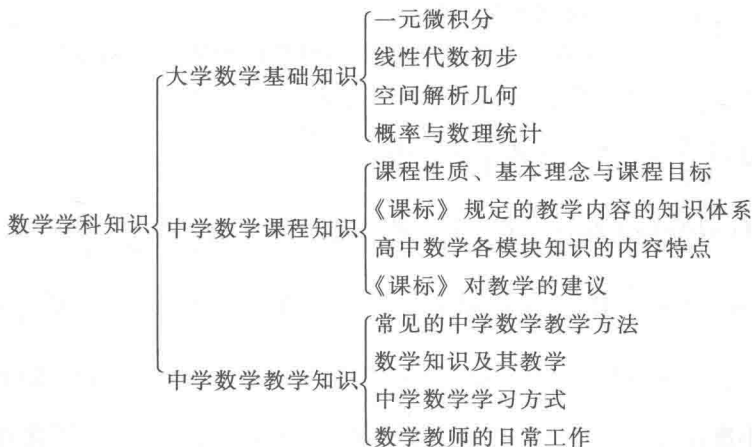 数学学科知识
大学数学基础知识
一元微积分
线性代数初步
空间解析几何
概率与数理统计
中学数学课程知识
课程性质、基本理念与课程目标
《课标》规定的教学内容的知识体系
高中数学各模块知识的内容特点
《课标》对教学的建议
中学数学教学知识
常见的中学数学教学方法
数学知识及其教学
中学数学学习方式
数学教师的日常工作